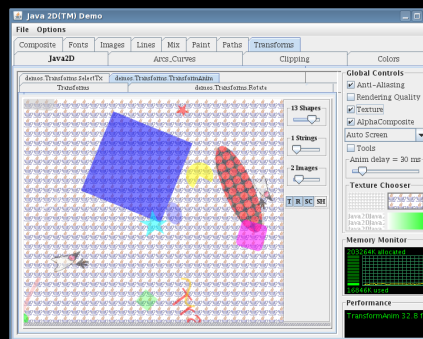 Java 2D(TM) Demo
File Options
Composite Fonts Images Lines Mix Paint Paths Transforms
Java2D Arcs_Curves Clipping Colors
demos.Transforms.SelectTx demos.Transforms.TransformAnim
Transforms demos.Transforms.Rotate
13 Shapes
1 Strings
2 Images
T R SC SH
Global Controls
Anti-Aliasing
Rendering Quality
Texture
AlphaComposite
Auto Screen
Tools
Anim delay = 30 ms
Texture Chooser
Memory Monitor
allocated
16846K used
Performance
TransformAnim 32.8 f